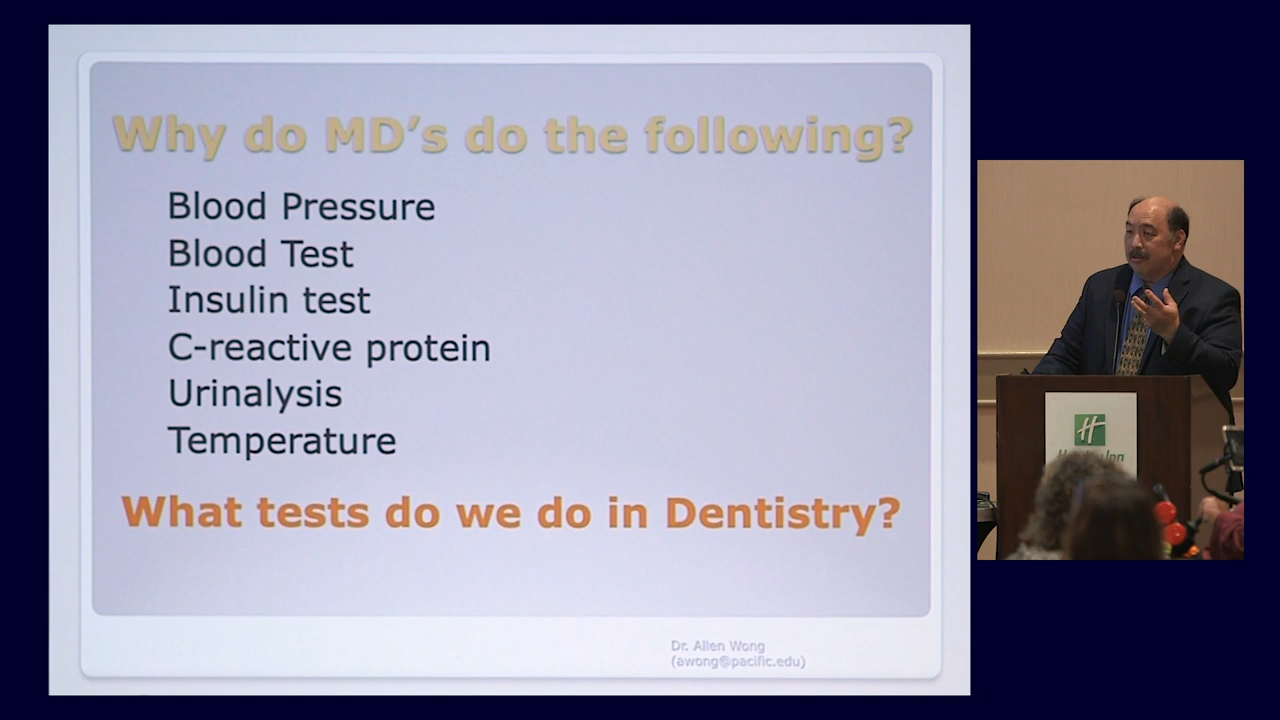 Why do MD’s do the following?
Blood Pressure
Blood Test
Insulin test
C-reactive protein
Urinalysis
Temperature
What tests do we do in Dentistry?
Dr. Allen Wong
(awong@pacific.edu)
H
Inn